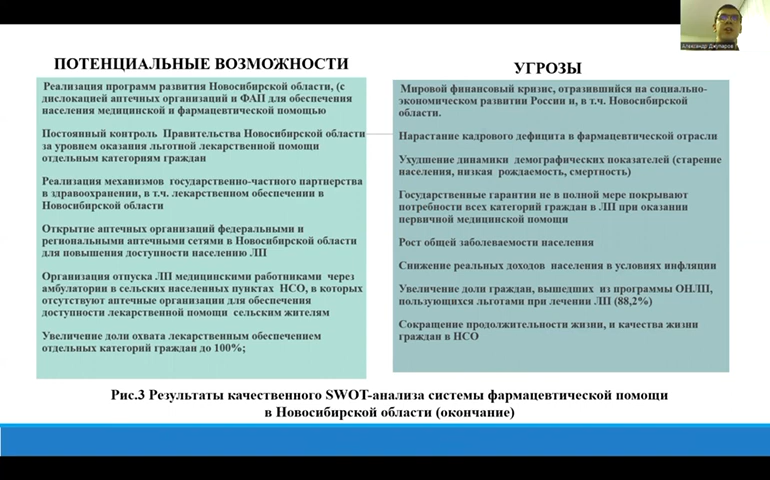 Александр Джупаров
ПОТЕНЦИАЛЬНЫЕ ВОЗМОЖНОСТИ
Реализация программ развития Новосибирской области, (с
дислокацией аптечных организаций и ФАП для обеспечения
населения медицинской и фармацевтической помощью
Постоянный контроль Правительства Новосибирской области
за уровнем оказания льготной лекарственной помощи
отдельным категориям граждан
Реализация механизмов государственно-частного партнерства
в здравоохранении, в т.ч. лекарственном обеспечении в
Новосибирской области
Открытие аптечных организаций федеральными и
региональными аптечными сетями в Новосибирской области
для повышения доступности населению ЛП
Организация отпуска ЛП медицинскими работниками через
амбулатории в сельских населенных пунктах НСО, в которых
отсутствуют аптечные организации для обеспечения
доступности лекарственной помощи сельским жителям
Увеличение доли охвата лекарственным обеспечением
отдельных категорий граждан до 100%;
УГРОЗЫ
Мировой финансовый кризис, отразившийся на социально-
экономическом развитии России и, в т.ч. Новосибирской
области.
Нарастание кадрового дефицита в фармацевтической отрасли
Ухудшение динамики демографических показателей (старение
населения, низкая рождаемость, смертность)
Государственные гарантии не в полной мере покрывают
потребности всех категорий граждан в ЛП при оказании
первичной медицинской помощи
Рост общей заболеваемости населения
Снижение реальных доходов населения в условиях инфляции
Увеличение доли граждан, вышедших из программы ОНЛП,
пользующихся льготами при лечении ЛП (88,2%)
Сокращение продолжительности жизни, и качества жизни
граждан в НСО
Рис.3 Результаты качественного SWOT-анализа системы фармацевтической помощи
в Новосибирской области (окончание)